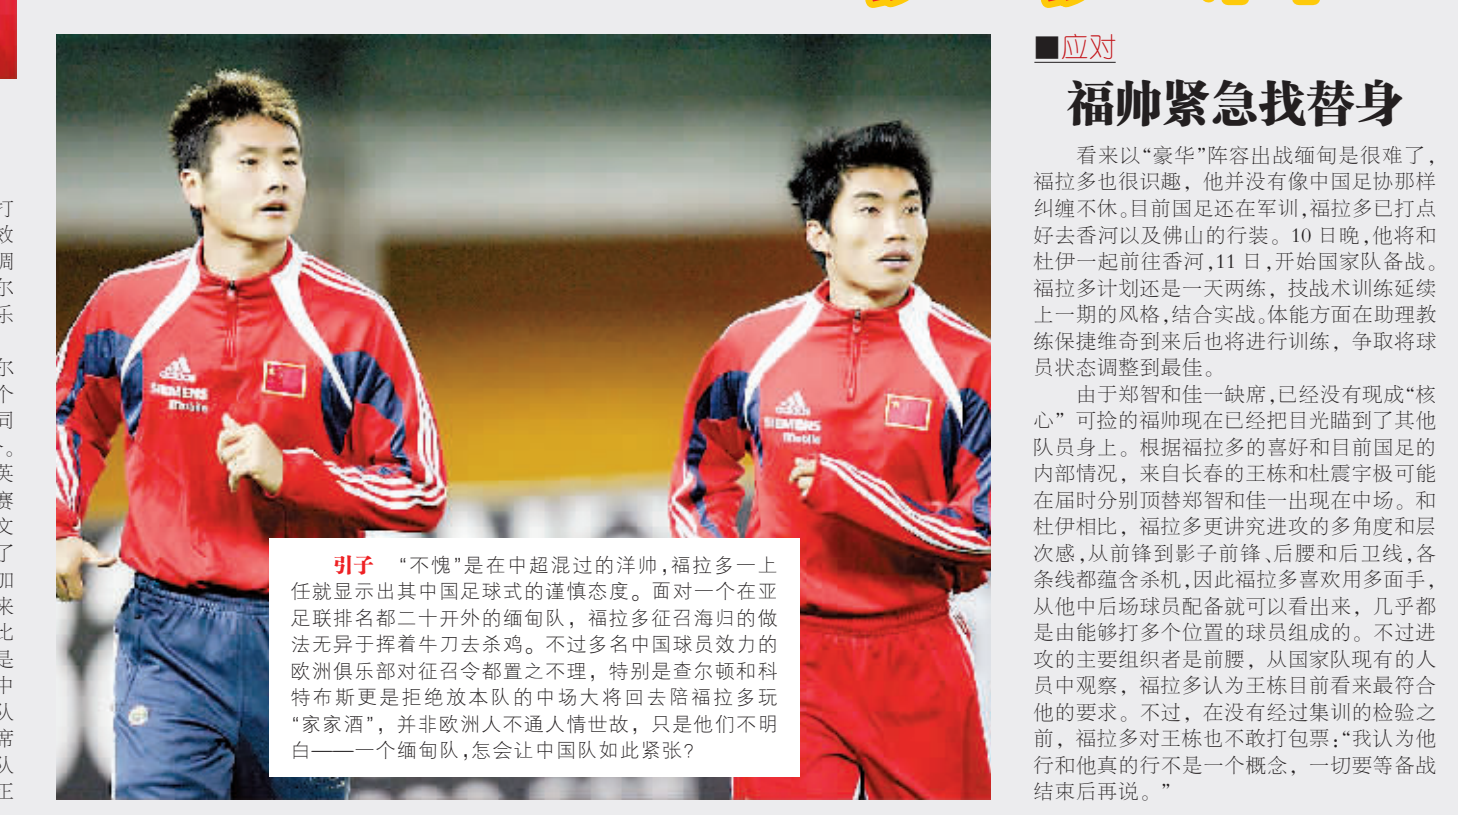 打
效
调
尔
乐
尔
个
同
个。
英
赛
文
了
加
来
比
是
中
队
席
队
正
SIEMENS
Mobile
SIEMENS
Mobile
引子 “不愧”是在中超混过的洋帅,福拉多一上
任就显示出其中国足球式的谨慎态度。面对一个在亚
足联排名都二十开外的缅甸队，福拉多征召海归的做
法无异于挥着牛刀去杀鸡。不过多名中国球员效力的
欧洲俱乐部对征召令都置之不理，特别是查尔顿和科
特布斯更是拒绝放本队的中场大将回去陪福拉多玩
“家家酒”，并非欧洲人不通人情世故，只是他们不明
白——一个缅甸队,怎会让中国队如此紧张?
■应对
福帅紧急找替身
看来以“豪华”阵容出战缅甸是很难了，
福拉多也很识趣，他并没有像中国足协那样
纠缠不休。目前国足还在军训,福拉多已打点
好去香河以及佛山的行装。10 日晚,他将和
杜伊一起前往香河,11 日,开始国家队备战。
福拉多计划还是一天两练，技战术训练延续
上一期的风格,结合实战。体能方面在助理教
练保捷维奇到来后也将进行训练，争取将球
员状态调整到最佳。
由于郑智和佳一缺席,已经没有现成“核
心”可捡的福帅现在已经把目光瞄到了其他
队员身上。根据福拉多的喜好和目前国足的
内部情况，来自长春的王栋和杜震宇极可能
在届时分别顶替郑智和佳一出现在中场。和
杜伊相比，福拉多更讲究进攻的多角度和层
次感,从前锋到影子前锋、后腰和后卫线,各
条线都蕴含杀机,因此福拉多喜欢用多面手，
从他中后场球员配备就可以看出来，几乎都
是由能够打多个位置的球员组成的。不过进
攻的主要组织者是前腰，从国家队现有的人
员中观察，福拉多认为王栋目前看来最符合
他的要求。不过，在没有经过集训的检验之
前，福拉多对王栋也不敢打包票:“我认为他
行和他真的行不是一个概念，一切要等备战
结束后再说。”